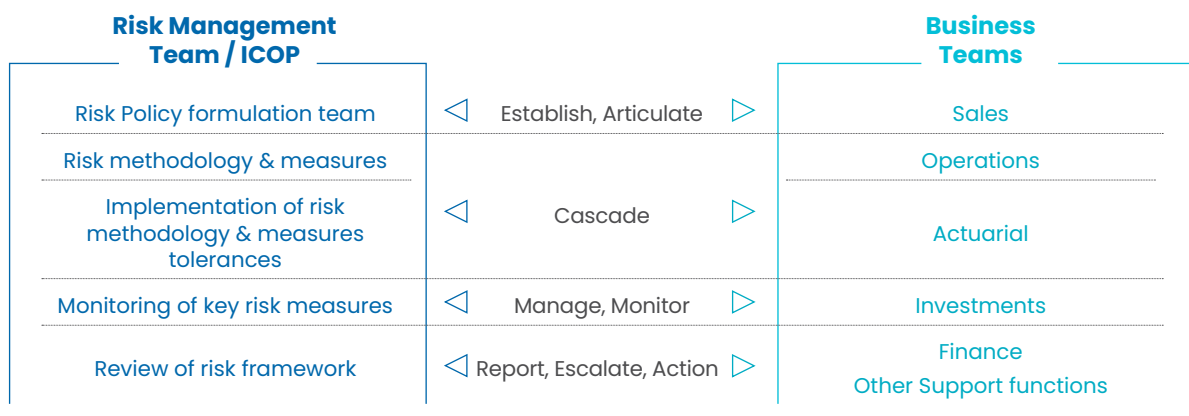 Risk Management
Team / ICOP
Business
Teams
Risk Policy formulation team
Establish, Articulate
Sales
Risk methodology & measures
Operations
Implementation of risk
methodology & measures
tolerances
Cascade
Actuarial
Monitoring of key risk measures
Manage, Monitor
Investments
Review of risk framework
Report, Escalate, Action
Finance
Other Support functions